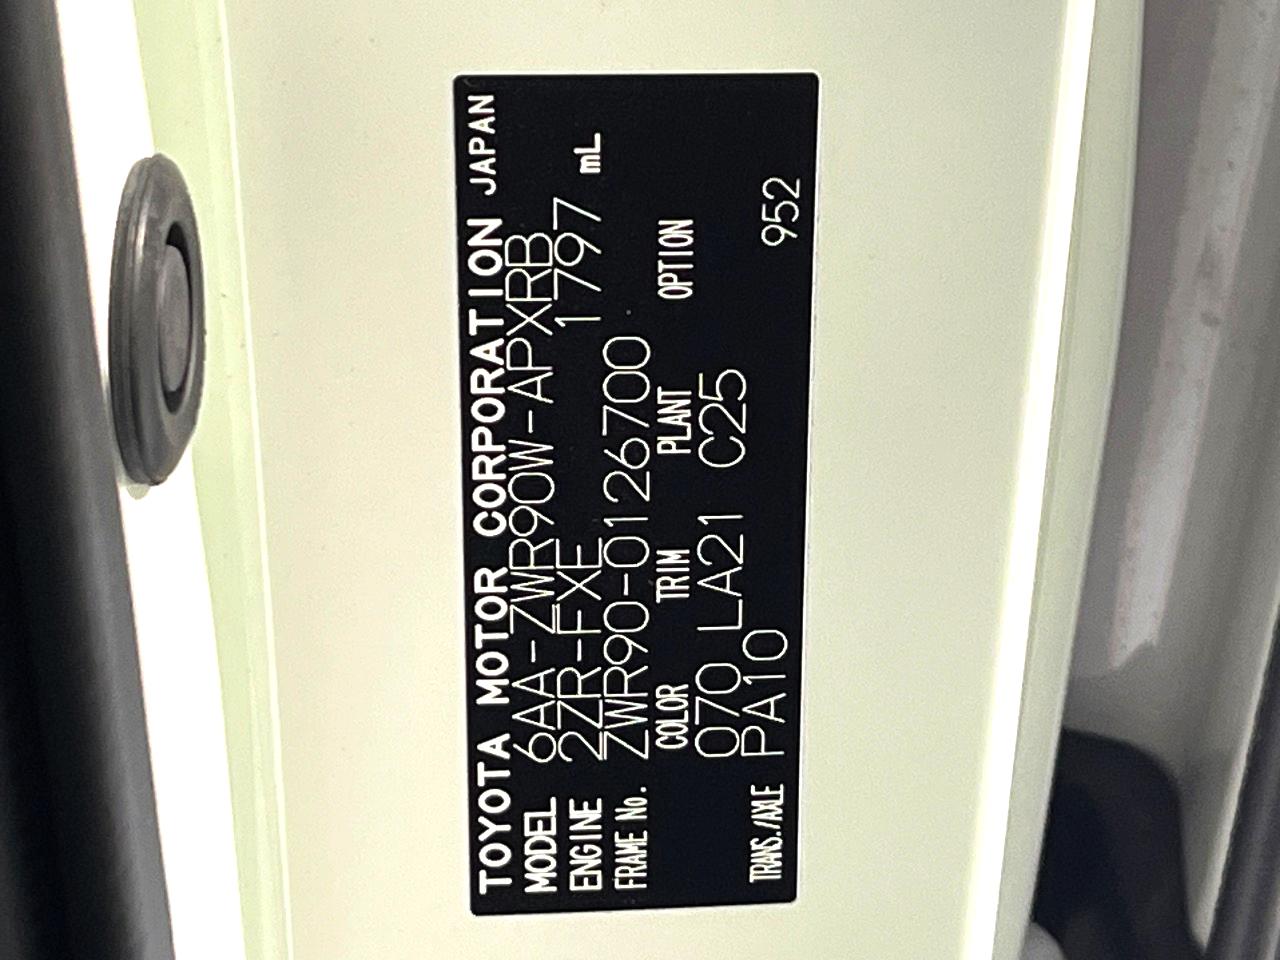 TOYOTA MOTOR CORPORATION JAPAN
MODEL 6AA-ZWR90W-APXRB
ENGINE 2ZR-FXE 1797 mL
FRAME No. ZWR90-0126700
COLOR TRIM PLANT OPTION
070 LA21 C25
TRANS./AXLE PA10 952